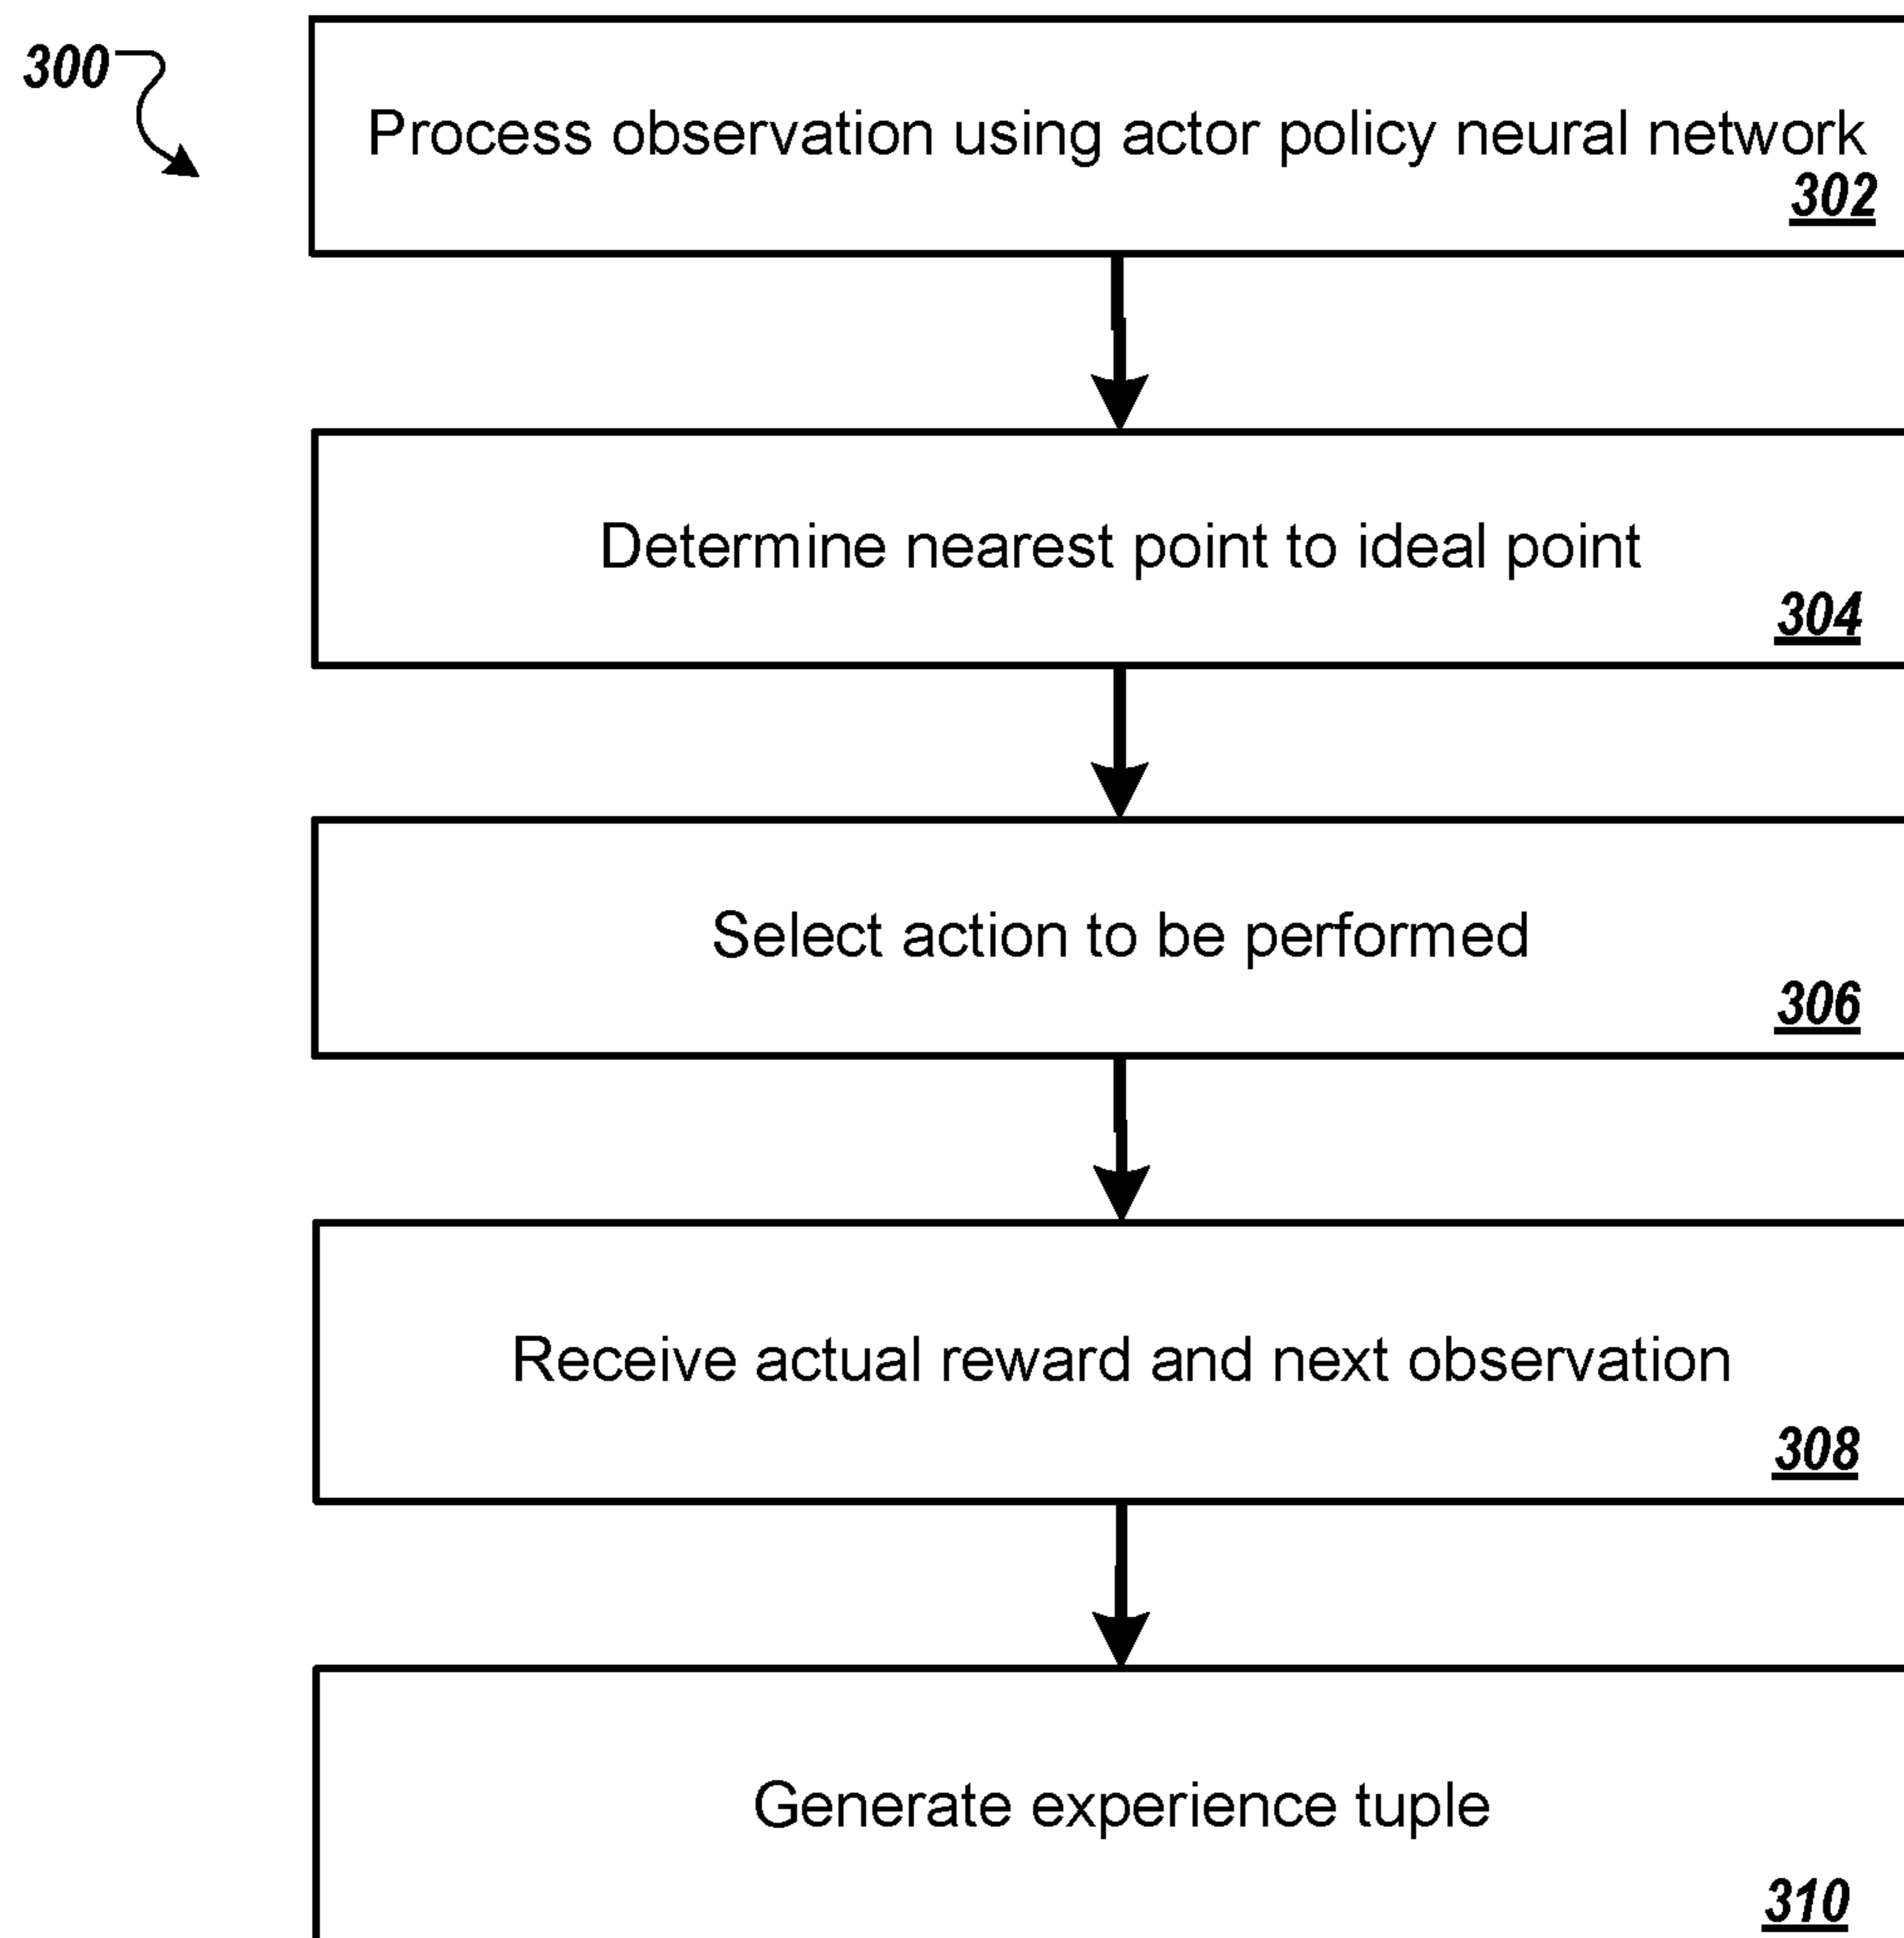 300
Process observation using actor policy neural network
302
Determine nearest point to ideal point
304
Select action to be performed
306
Receive actual reward and next observation
308
Generate experience tuple
310